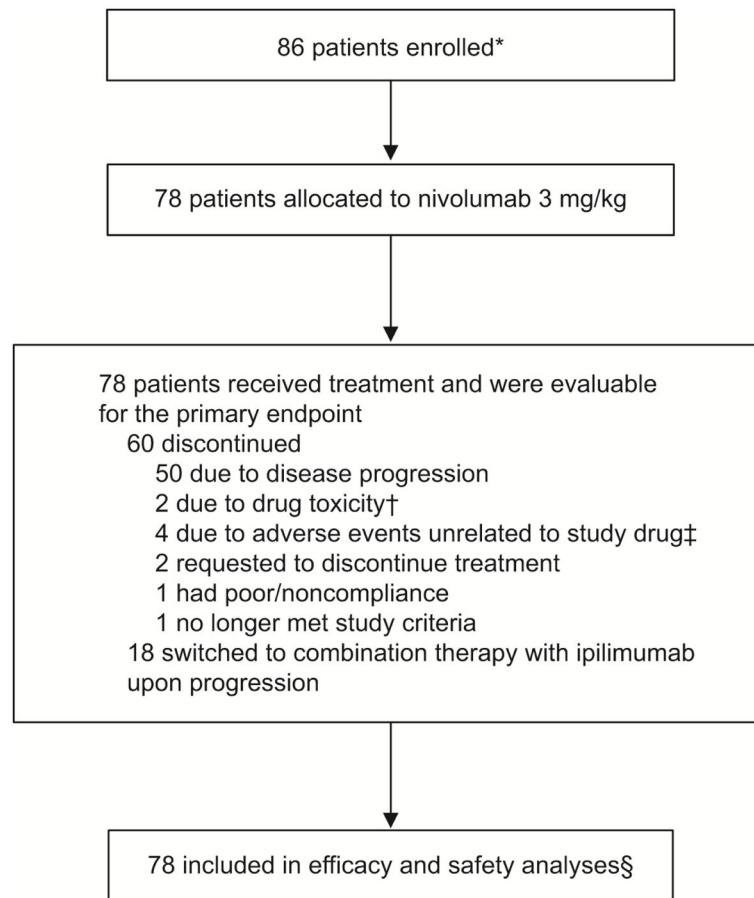 86 patients enrolled*
78 patients allocated to nivolumab 3 mg/kg
78 patients received treatment and were evaluable
for the primary endpoint
60 discontinued
50 due to disease progression
2 due to drug toxicity†
4 due to adverse events unrelated to study drug‡
2 requested to discontinue treatment
1 had poor/noncompliance
1 no longer met study criteria
18 switched to combination therapy with ipilimumab
upon progression
78 included in efficacy and safety analyses§